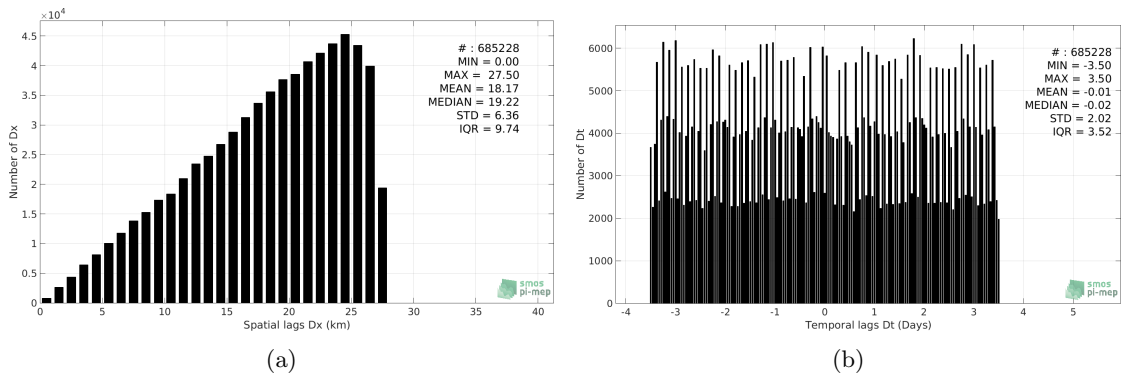 ×10⁴
4.5
4
3.5
3
2.5
2
1.5
1
0.5
0
Number of Dx
# : 685228
MIN = 0.00
MAX = 27.50
MEAN = 18.17
MEDIAN = 19.22
STD = 6.36
IQR = 9.74
smos
pi-mep
0 5 10 15 20 25 30 35 40
Spatial lags Dx (km)
(a)
6000
5000
4000
3000
2000
1000
0
Number of Dt
# : 685228
MIN = -3.50
MAX = 3.50
MEAN = -0.01
MEDIAN = -0.02
STD = 2.02
IQR = 3.52
smos
pi-mep
-4 -3 -2 -1 0 1 2 3 4 5
Temporal lags Dt (Days)
(b)